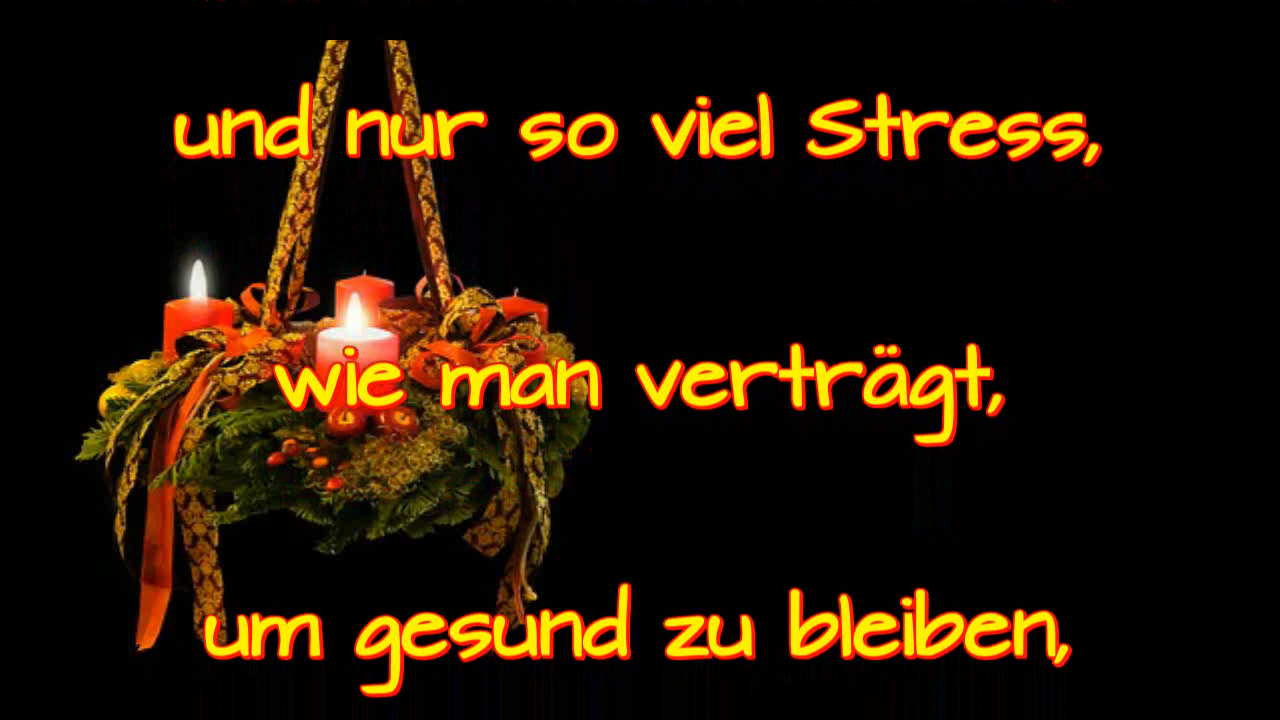 und nur so viel Stress,
wie man verträgt,
um gesund zu bleiben,